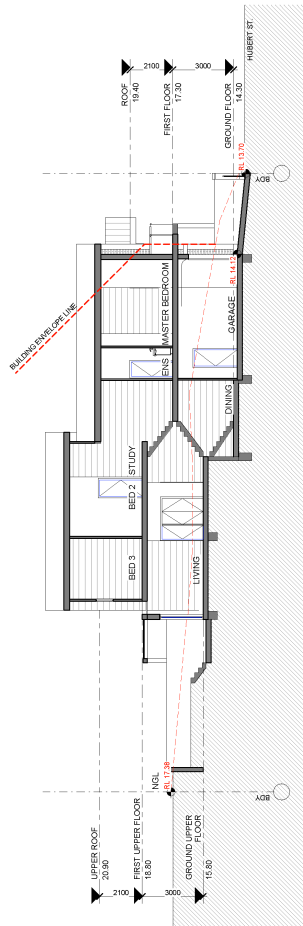 HUBERT ST.
2100
3000
ROOF
19.40
FIRST FLOOR
17.30
GROUND FLOOR
14.30
RL 13.70
BDY
RL 14.12
BUILDING ENVELOPE LINE
MASTER BEDROOM
GARAGE
ENS
DINING
STUDY
BED 2
BED 3
LIVING
NGL
RL 17.38
BDY
UPPER ROOF
20.90
FIRST UPPER FLOOR
18.80
GROUND UPPER
FLOOR
15.80
2100
3000